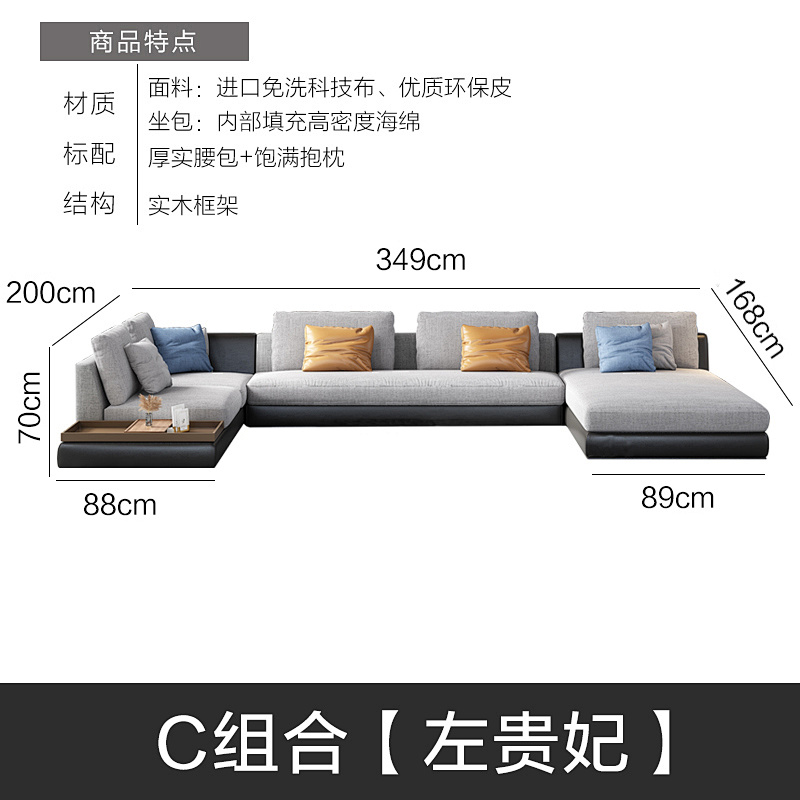 商品特点
材质
面料：进口免洗科技布、优质环保皮
坐包：内部填充高密度海绵
标配
厚实腰包+饱满抱枕
结构
实木框架
349cm
200cm
168cm
70cm
88cm
89cm
C组合【左贵妃】